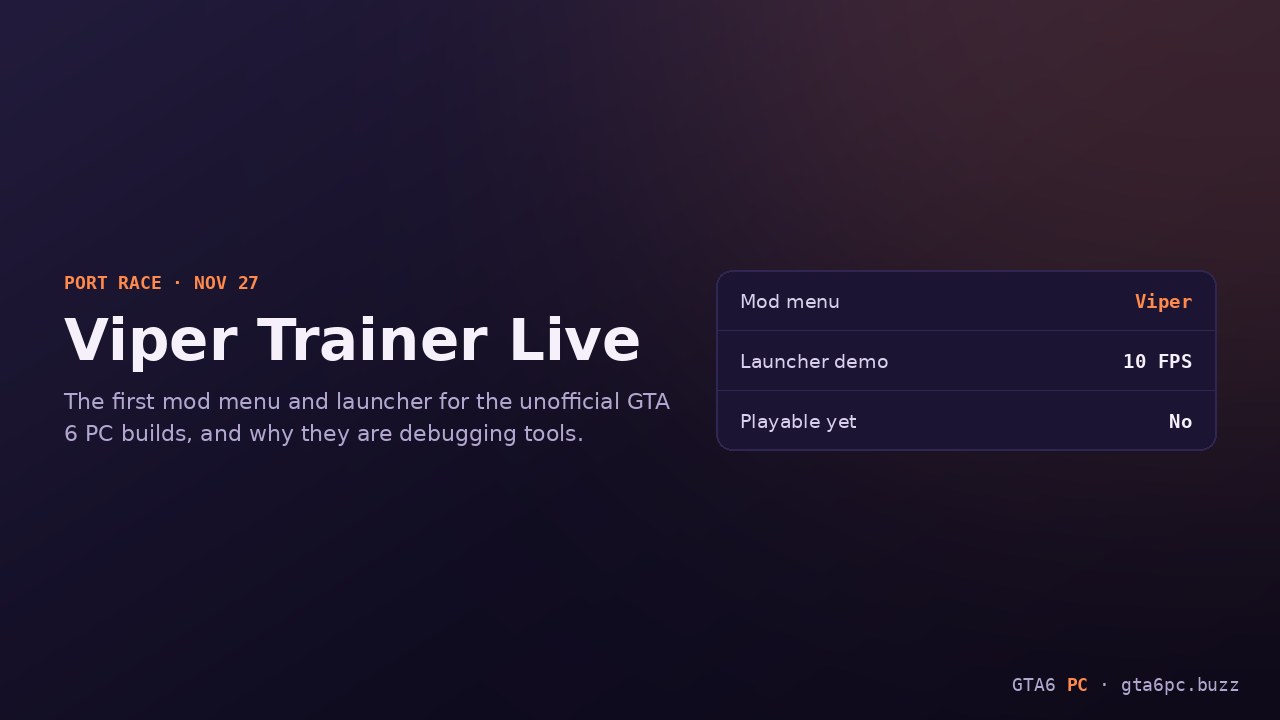 PORT RACE · NOV 27
Viper Trainer Live
The first mod menu and launcher for the unofficial GTA
6 PC builds, and why they are debugging tools.
Mod menu Viper
Launcher demo 10 FPS
Playable yet No
GTA6 PC · gta6pc.buzz